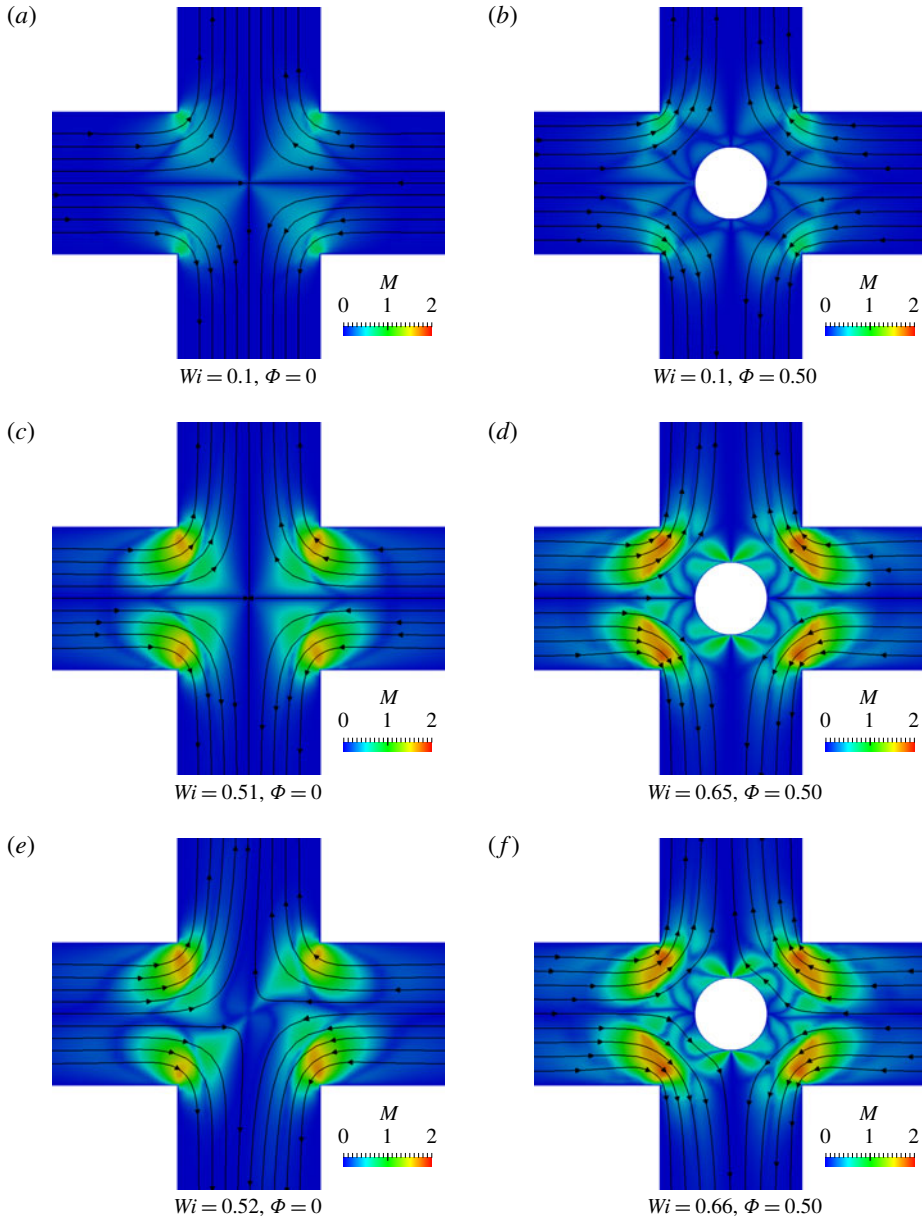 (a)
(b)
M
0 1 2
M
0 1 2
Wi = 0.1, Φ = 0
Wi = 0.1, Φ = 0.50
(c)
(d)
M
0 1 2
M
0 1 2
Wi = 0.51, Φ = 0
Wi = 0.65, Φ = 0.50
(e)
(f)
M
0 1 2
M
0 1 2
Wi = 0.52, Φ = 0
Wi = 0.66, Φ = 0.50